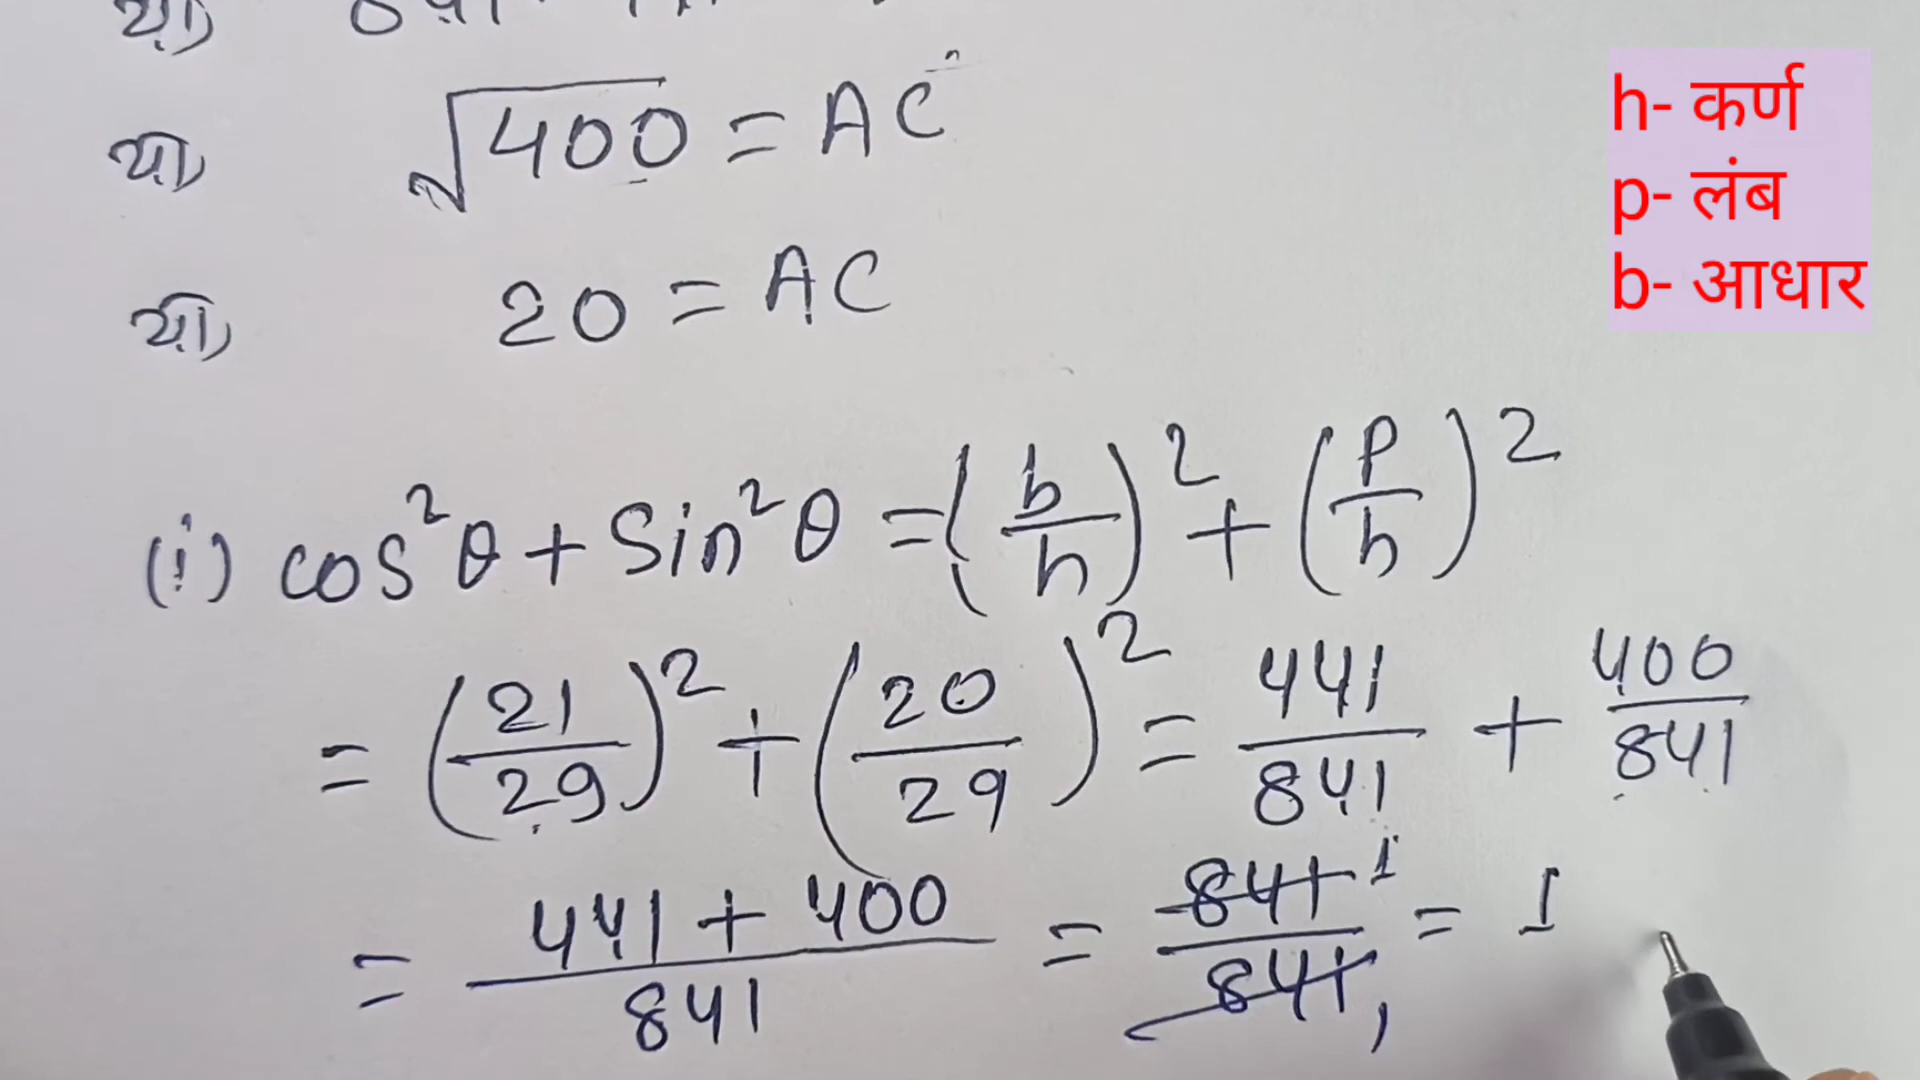 या
या √400 = AC
या 20 = AC
(i) cos²θ + Sin²θ = (b/h)² + (p/h)²
= (21/29)² + (20/29)² = 441/841 + 400/841
= 441 + 400/841 = 841/841 = 1
h- कर्ण
p- लंब
b- आधार